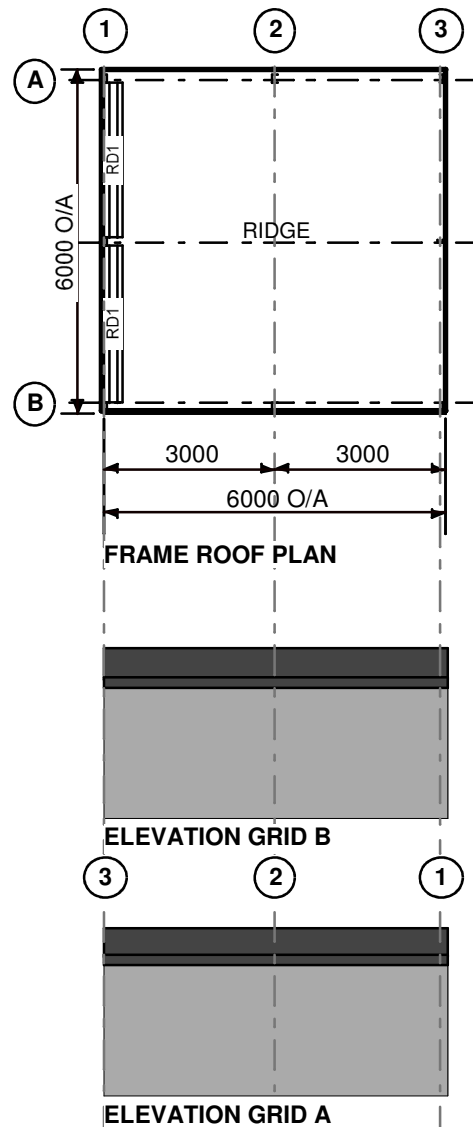 1 2 3
A
RD1
6000 O/A
RIDGE
RD1
B
3000 3000
6000 O/A
FRAME ROOF PLAN
ELEVATION GRID B
3 2 1
ELEVATION GRID A